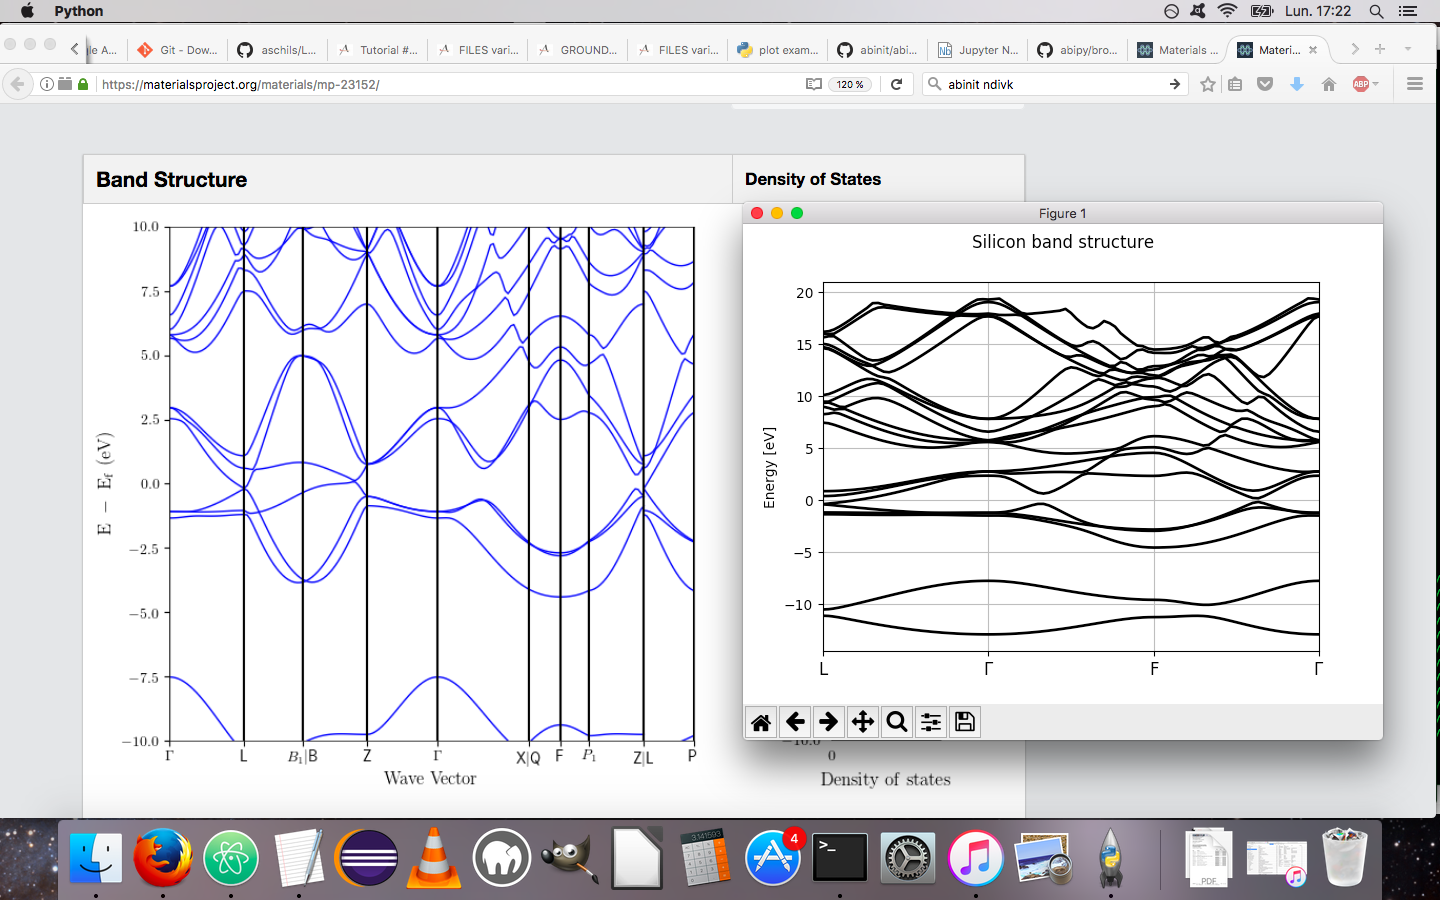 Python
Lun. 17:22
le A...
Git - Dow...
aschils/L...
Tutorial #...
FILES vari...
GROUND...
FILES vari...
plot exam...
abinit/abi...
Jupyter N...
abipy/bro...
Materials ...
Materi...
https://materialsproject.org/materials/mp-23152/
120 %
abinit ndivk
ABP
Band Structure
Density of States
10.0
7.5
5.0
2.5
0.0
−2.5
−5.0
−7.5
−10.0
E − Ef (eV)
Γ L B1|B Z Γ X|Q F P1 Z|L P
Wave Vector
Figure 1
Silicon band structure
20
15
10
5
0
−5
−10
Energy [eV]
L Γ F Γ
−10.0
0
Density of states
3.141593
4
>_
PDF